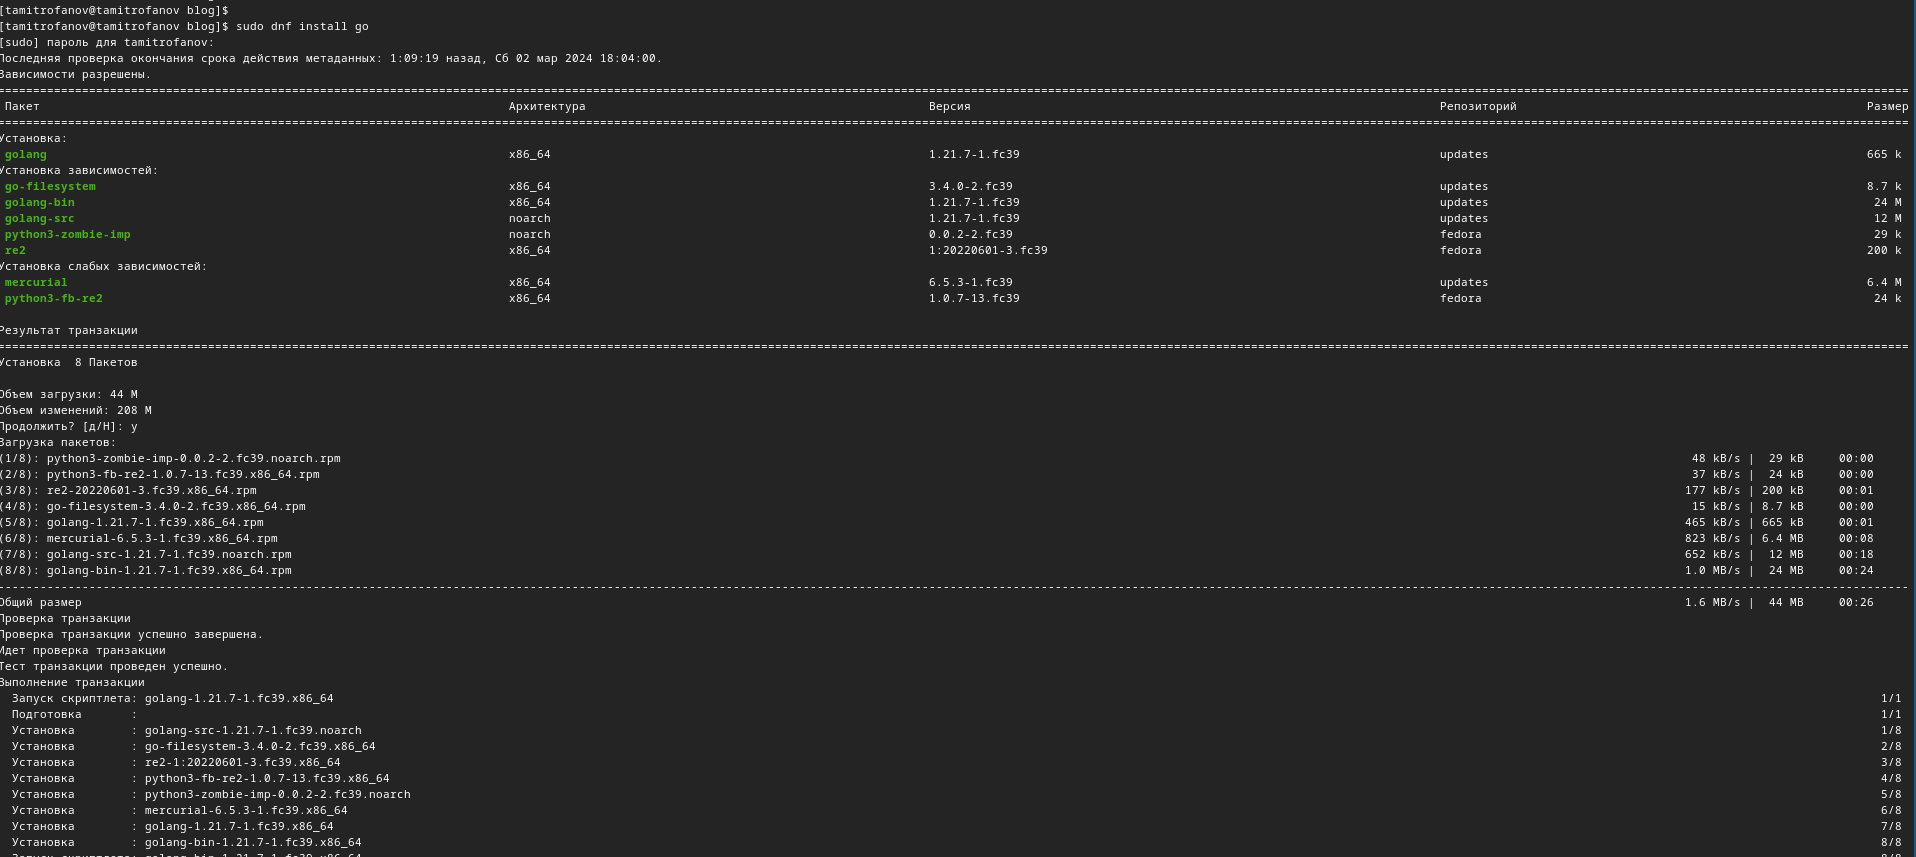 [tamitrofanov@tamitrofanov blog]$
[tamitrofanov@tamitrofanov blog]$ sudo dnf install go
[sudo] пароль для tamitrofanov:
Последняя проверка окончания срока действия метаданных: 1:09:19 назад, Сб 02 мар 2024 18:04:00.
Зависимости разрешены.
Пакет Архитектура Версия Репозиторий Размер
Установка:
golang x86_64 1.21.7-1.fc39 updates 665 k
Установка зависимостей:
go-filesystem x86_64 3.4.0-2.fc39 updates 8.7 k
golang-bin x86_64 1.21.7-1.fc39 updates 24 M
golang-src noarch 1.21.7-1.fc39 updates 12 M
python3-zombie-imp noarch 0.0.2-2.fc39 fedora 29 k
re2 x86_64 1:20220601-3.fc39 fedora 200 k
Установка слабых зависимостей:
mercurial x86_64 6.5.3-1.fc39 updates 6.4 M
python3-fb-re2 x86_64 1.0.7-13.fc39 fedora 24 k
Результат транзакции
Установка 8 Пакетов
Объем загрузки: 44 M
Объем изменений: 208 M
Продолжить? [д/Н]: y
Загрузка пакетов:
(1/8): python3-zombie-imp-0.0.2-2.fc39.noarch.rpm 48 kB/s | 29 kB 00:00
(2/8): python3-fb-re2-1.0.7-13.fc39.x86_64.rpm 37 kB/s | 24 kB 00:00
(3/8): re2-20220601-3.fc39.x86_64.rpm 177 kB/s | 200 kB 00:01
(4/8): go-filesystem-3.4.0-2.fc39.x86_64.rpm 15 kB/s | 8.7 kB 00:00
(5/8): golang-1.21.7-1.fc39.x86_64.rpm 465 kB/s | 665 kB 00:01
(6/8): mercurial-6.5.3-1.fc39.x86_64.rpm 823 kB/s | 6.4 MB 00:08
(7/8): golang-src-1.21.7-1.fc39.noarch.rpm 652 kB/s | 12 MB 00:18
(8/8): golang-bin-1.21.7-1.fc39.x86_64.rpm 1.0 MB/s | 24 MB 00:24
Общий размер 1.6 MB/s | 44 MB 00:26
Проверка транзакции
Проверка транзакции успешно завершена.
Идет проверка транзакции
Тест транзакции проведен успешно.
Выполнение транзакции
Запуск скриптлета: golang-1.21.7-1.fc39.x86_64 1/1
Подготовка : 1/1
Установка : golang-src-1.21.7-1.fc39.noarch 1/8
Установка : go-filesystem-3.4.0-2.fc39.x86_64 2/8
Установка : re2-1:20220601-3.fc39.x86_64 3/8
Установка : python3-fb-re2-1.0.7-13.fc39.x86_64 4/8
Установка : python3-zombie-imp-0.0.2-2.fc39.noarch 5/8
Установка : mercurial-6.5.3-1.fc39.x86_64 6/8
Установка : golang-1.21.7-1.fc39.x86_64 7/8
Установка : golang-bin-1.21.7-1.fc39.x86_64 8/8